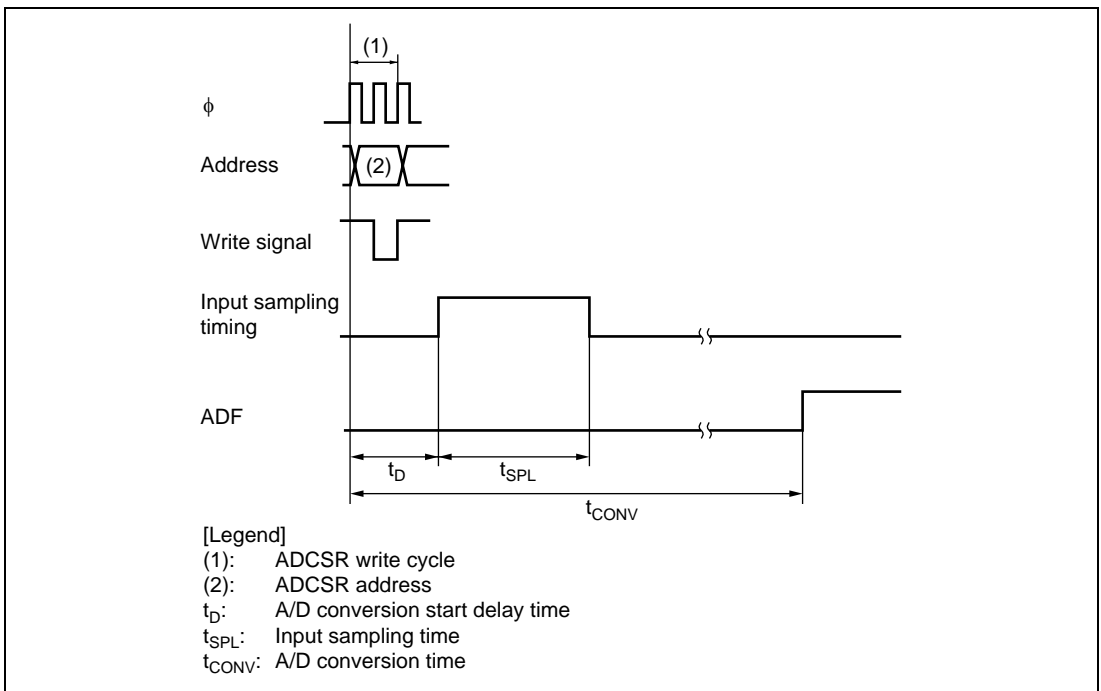 (1)
ϕ
Address
(2)
Write signal
Input sampling
timing
ADF
tD
tSPL
tCONV
[Legend]
(1): ADCSR write cycle
(2): ADCSR address
tD: A/D conversion start delay time
tSPL: Input sampling time
tCONV: A/D conversion time